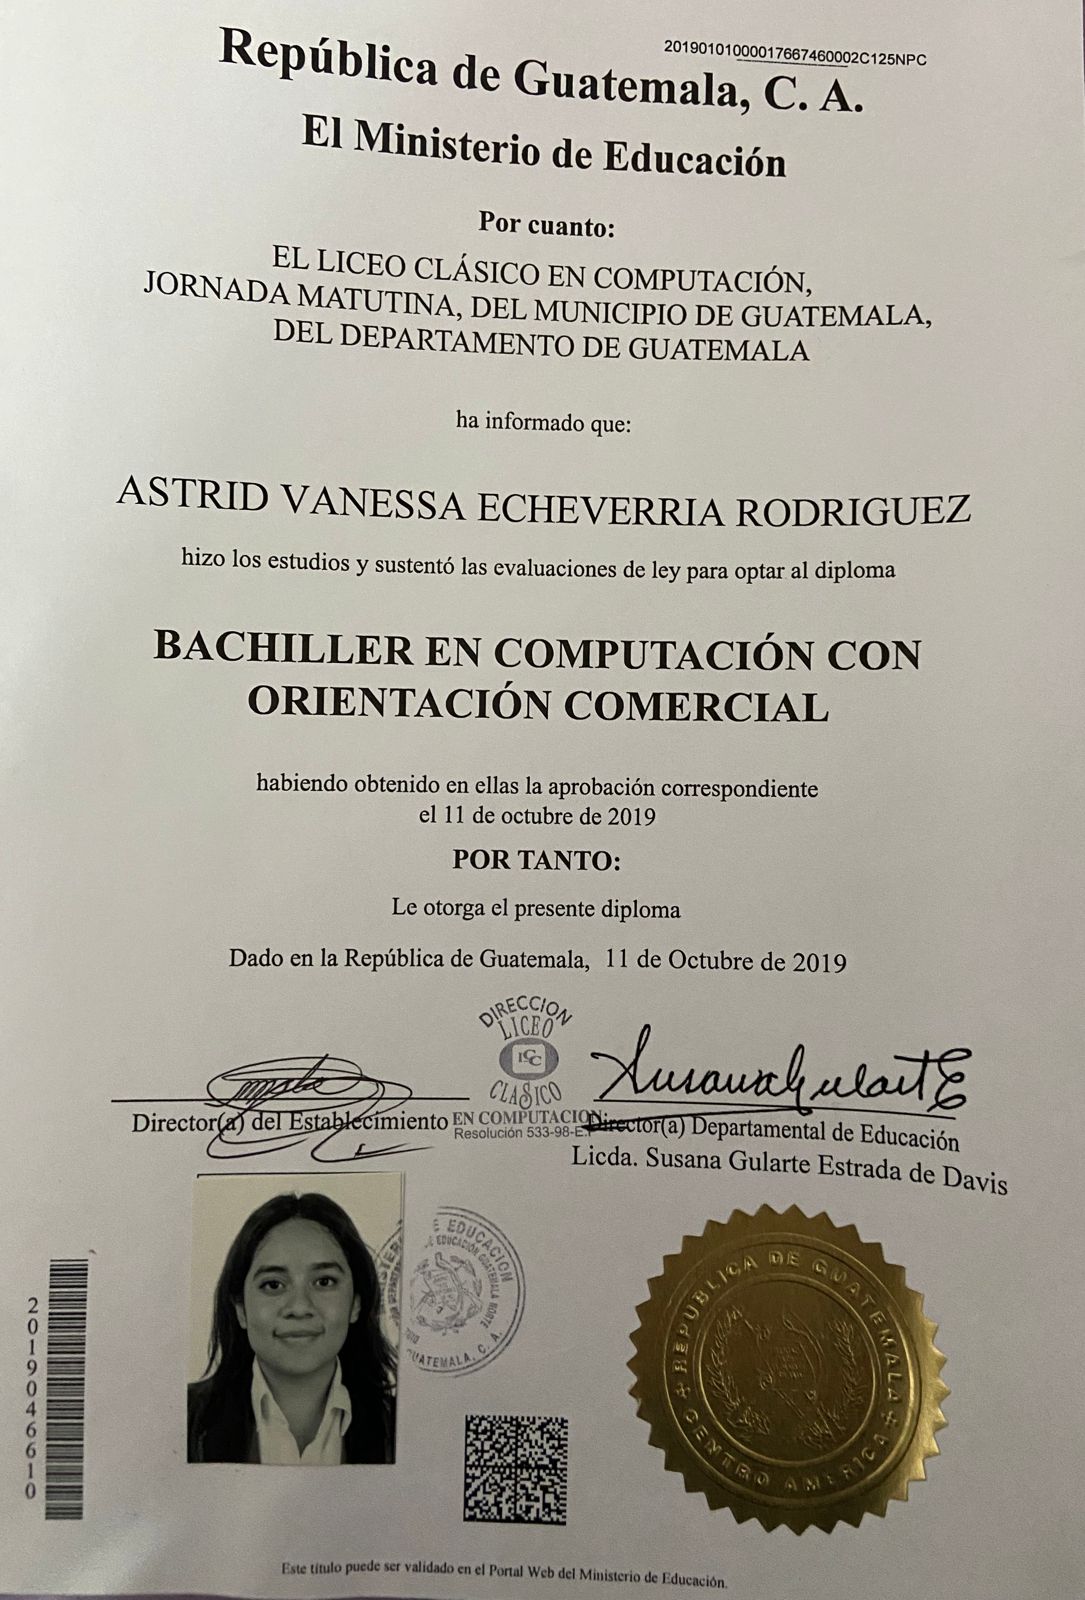 20190101000017667460002C125NPC
República de Guatemala, C. A.
El Ministerio de Educación
Por cuanto:
EL LICEO CLÁSICO EN COMPUTACIÓN,
JORNADA MATUTINA, DEL MUNICIPIO DE GUATEMALA,
DEL DEPARTAMENTO DE GUATEMALA
ha informado que:
ASTRID VANESSA ECHEVERRIA RODRIGUEZ
hizo los estudios y sustentó las evaluaciones de ley para optar al diploma
BACHILLER EN COMPUTACIÓN CON
ORIENTACIÓN COMERCIAL
habiendo obtenido en ellas la aprobación correspondiente
el 11 de octubre de 2019
POR TANTO:
Le otorga el presente diploma
Dado en la República de Guatemala, 11 de Octubre de 2019
DIRECCION
LICEO
LCC
CLASICO
EN COMPUTACION
Resolución 533-98-E.P
Susana Gularte E
Director(a) del Establecimiento
Director(a) Departamental de Educación
Licda. Susana Gularte Estrada de Davis
DE EDUCACION
DE EDUCACIÓN GUATEMALA NORTE
GUATEMALA, C. A.
REPUBLICA DE GUATEMALA
CENTRO AMERICA
2019046610
Este título puede ser validado en el Portal Web del Ministerio de Educación.